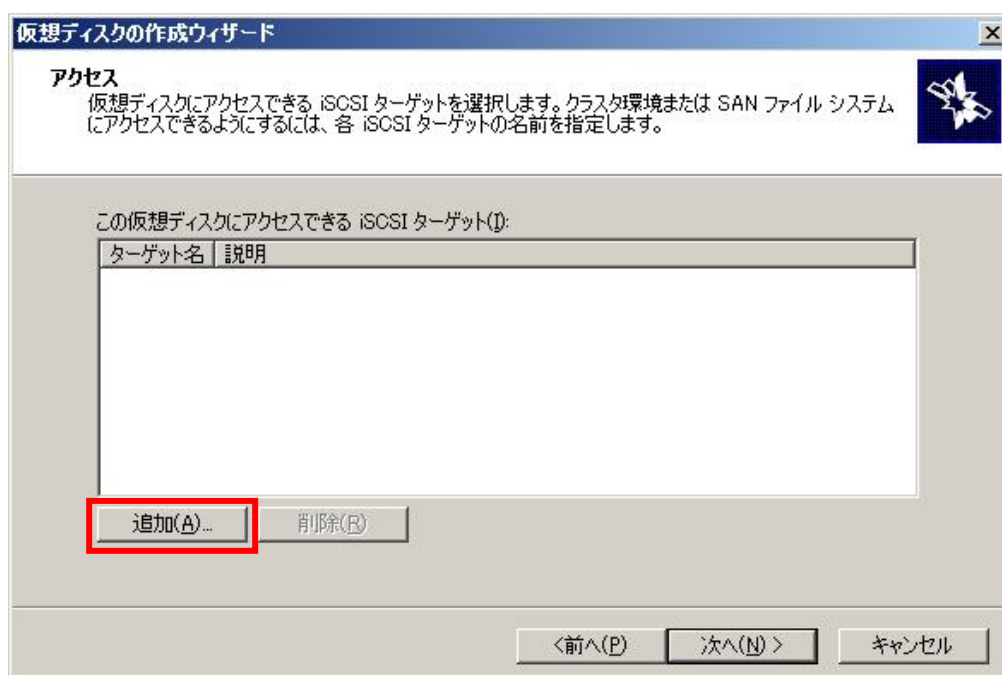 仮想ディスクの作成ウィザード
アクセス
仮想ディスクにアクセスできる iSCSI ターゲットを選択します。クラスタ環境または SAN ファイル システム
にアクセスできるようにするには、各 iSCSI ターゲットの名前を指定します。
この仮想ディスクにアクセスできる iSCSI ターゲット(I):
ターゲット名 説明
追加(A)... 削除(R)
<前へ(P) 次へ(N) > キャンセル